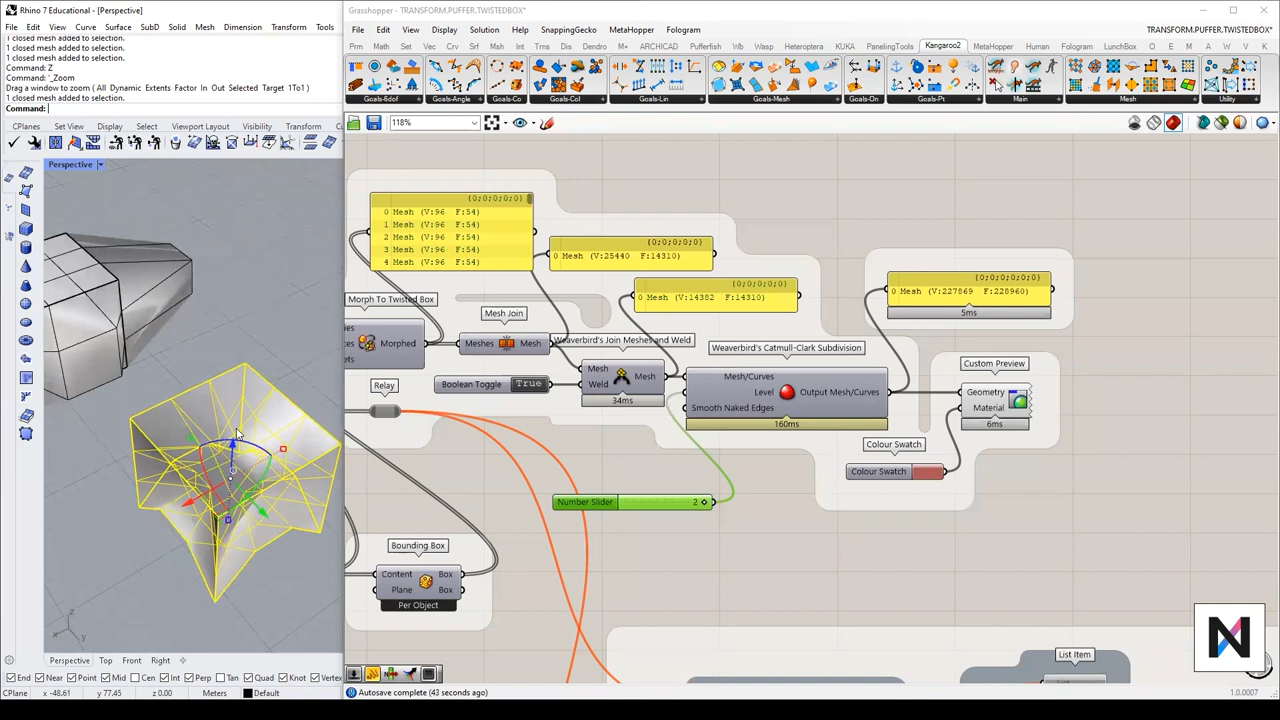 Rhino 7 Educational - [Perspective]
File Edit View Curve Surface SubD Solid Mesh Dimension Transform Tools
1 closed mesh added to selection.
1 closed mesh added to selection.
1 closed mesh added to selection.
Command: Z
Command: '_Zoom
Drag a window to zoom ( All Dynamic Extents Factor In Out Selected Target 1To1 )
1 closed mesh added to selection.
Command:
CPlanes Set View Display Select Viewport Layout Visibility Transform
Perspective
z
x y
Perspective Top Front Right
End Near Point Mid Cen Int Perp Tan Quad Knot Vertex
CPlane x -48.61 y 77.45 z 0.00 Meters Default
Grasshopper - TRANSFORM.PUFFER.TWISTEDBOX*
File Edit View Display Solution Help SnappingGecko MetaHopper Fologram TRANSFORM.PUFFER.TWISTEDBOX*
Prm Math Set Vec Crv Srf Msh Int Trns Dis Dendro M+ ARCHICAD Pufferfish Wb Wasp Heteroptera KUKA PanelingTools Kangaroo2 MetaHopper Human Fologram LunchBox O E M A W S T
Goals-6dof Goals-Angle Goals-Co Goals-Col Goals-Lin Goals-Mesh Goals-On Goals-Pt Main Mesh Utility
118%
{0;0;0;0;0}
0 Mesh (V:96 F:54)
1 Mesh (V:96 F:54)
2 Mesh (V:96 F:54)
3 Mesh (V:96 F:54)
4 Mesh (V:96 F:54)
{0;0;0;0;0}
0 Mesh (V:25440 F:14310)
{0;0;0;0;0}
0 Mesh (V:14382 F:14310)
{0;0;0;0;0;0}
0 Mesh (V:227869 F:228960)
5ms
Morph To Twisted Box
Morphed
Mesh Join
Meshes Mesh
Weaverbird's Join Meshes and Weld
Mesh
Weld
Mesh
34ms
Boolean Toggle True
Relay
Weaverbird's Catmull-Clark Subdivision
Mesh/Curves
Level
Smooth Naked Edges
Output Mesh/Curves
160ms
Custom Preview
Geometry
Material
6ms
Colour Swatch
Colour Swatch
Number Slider 2
Bounding Box
Content Box
Plane Box
Per Object
List Item
N
Autosave complete (43 seconds ago)
1.0.0007